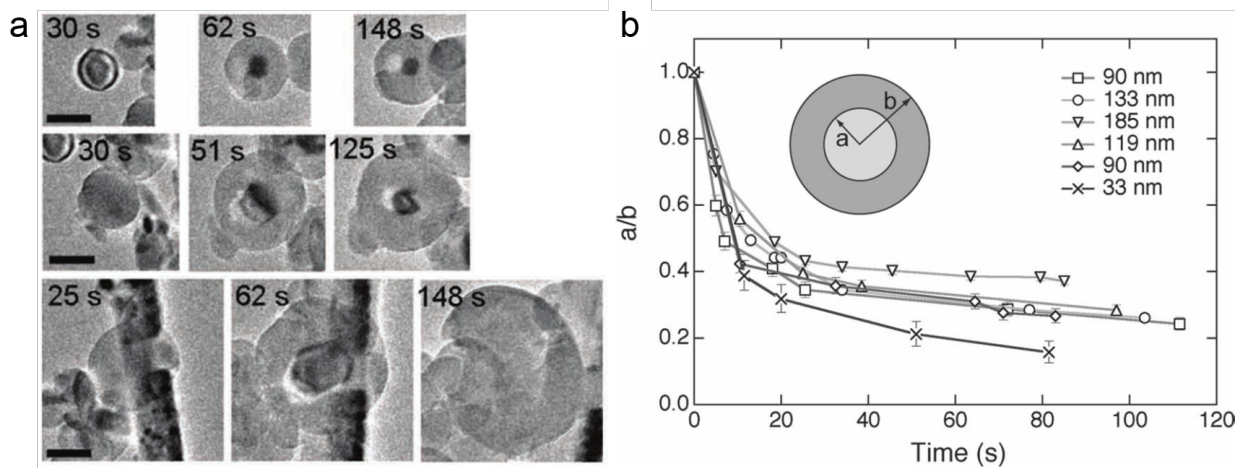 a
30 s 62 s 148 s
30 s 51 s 125 s
25 s 62 s 148 s
b
1.0
0.8
0.6
0.4
0.2
0.0
a/b
0 20 40 60 80 100 120
Time (s)
a
b
90 nm
133 nm
185 nm
119 nm
90 nm
33 nm